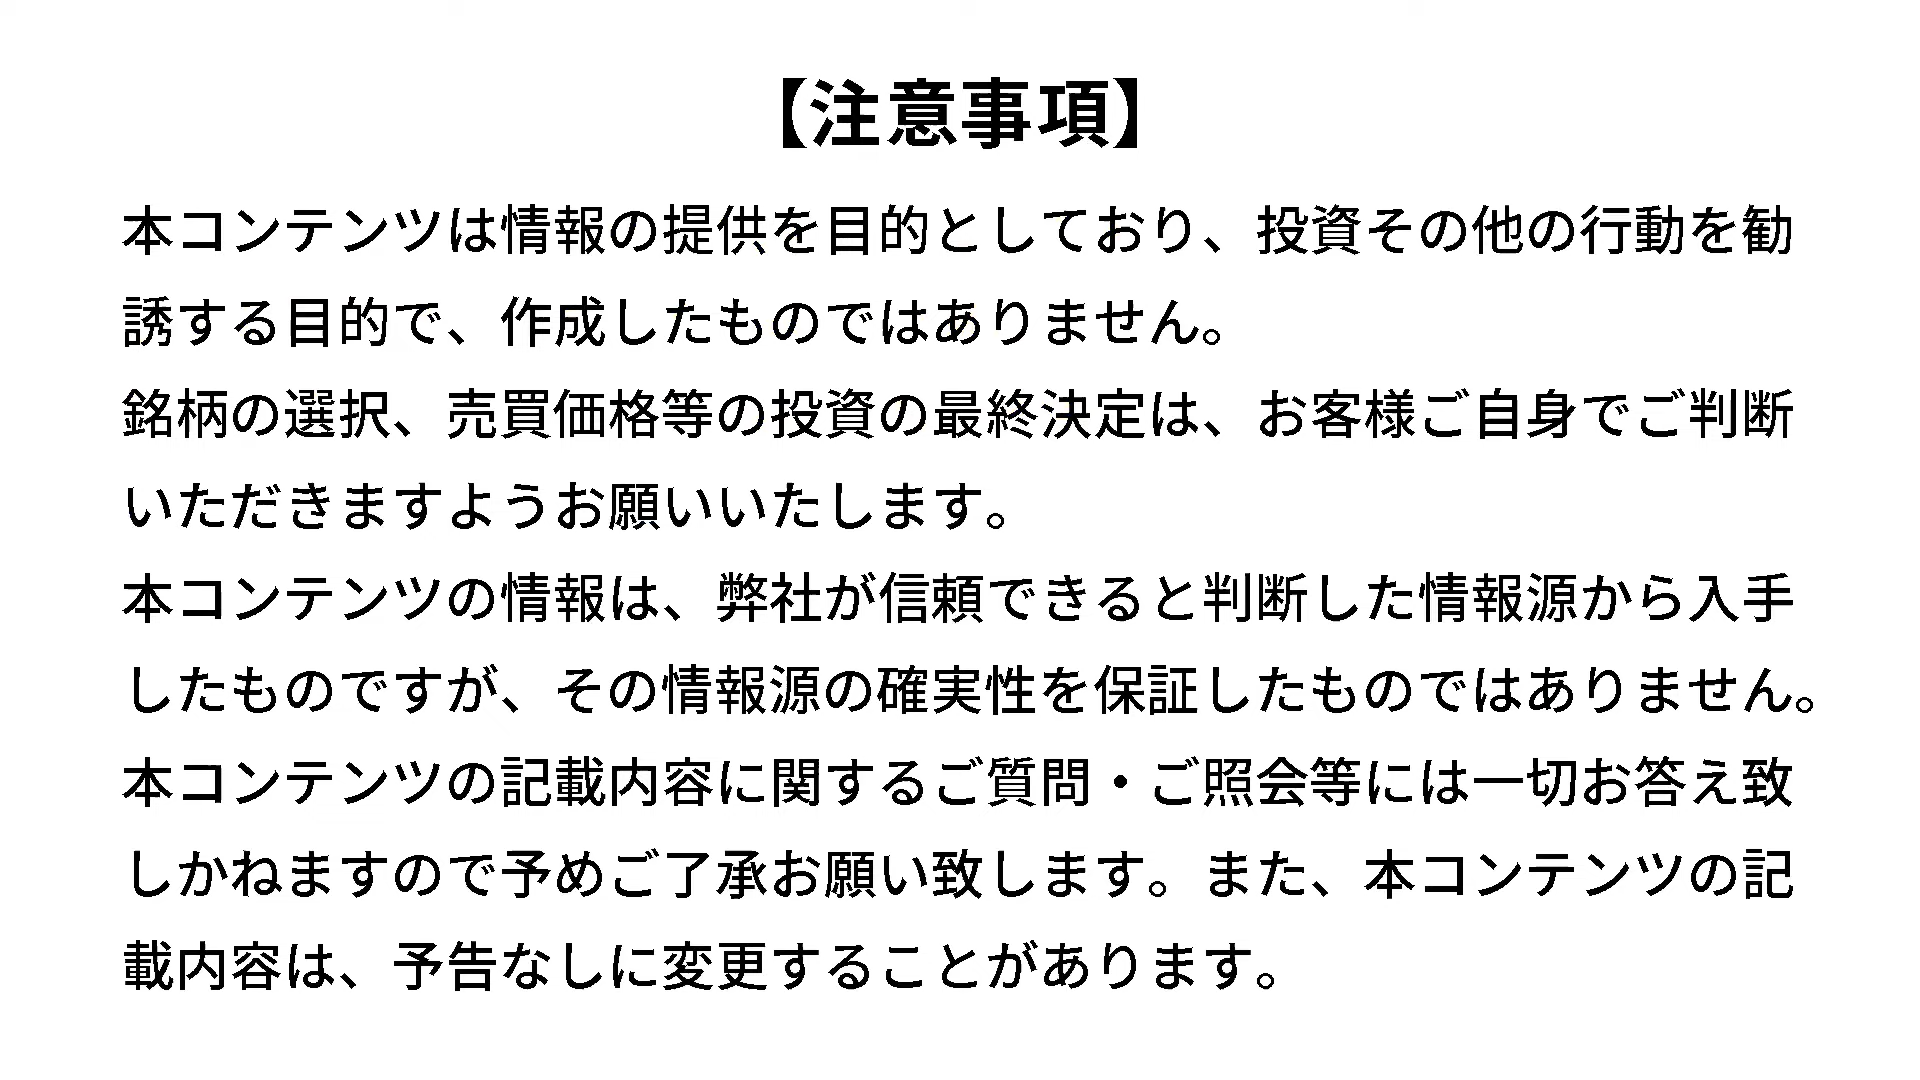 【注意事項】
本コンテンツは情報の提供を目的としており、投資その他の行動を勧
誘する目的で、作成したものではありません。
銘柄の選択、売買価格等の投資の最終決定は、お客様ご自身でご判断
いただきますようお願いいたします。
本コンテンツの情報は、弊社が信頼できると判断した情報源から入手
したものですが、その情報源の確実性を保証したものではありません。
本コンテンツの記載内容に関するご質問・ご照会等には一切お答え致
しかねますので予めご了承お願い致します。また、本コンテンツの記
載内容は、予告なしに変更することがあります。